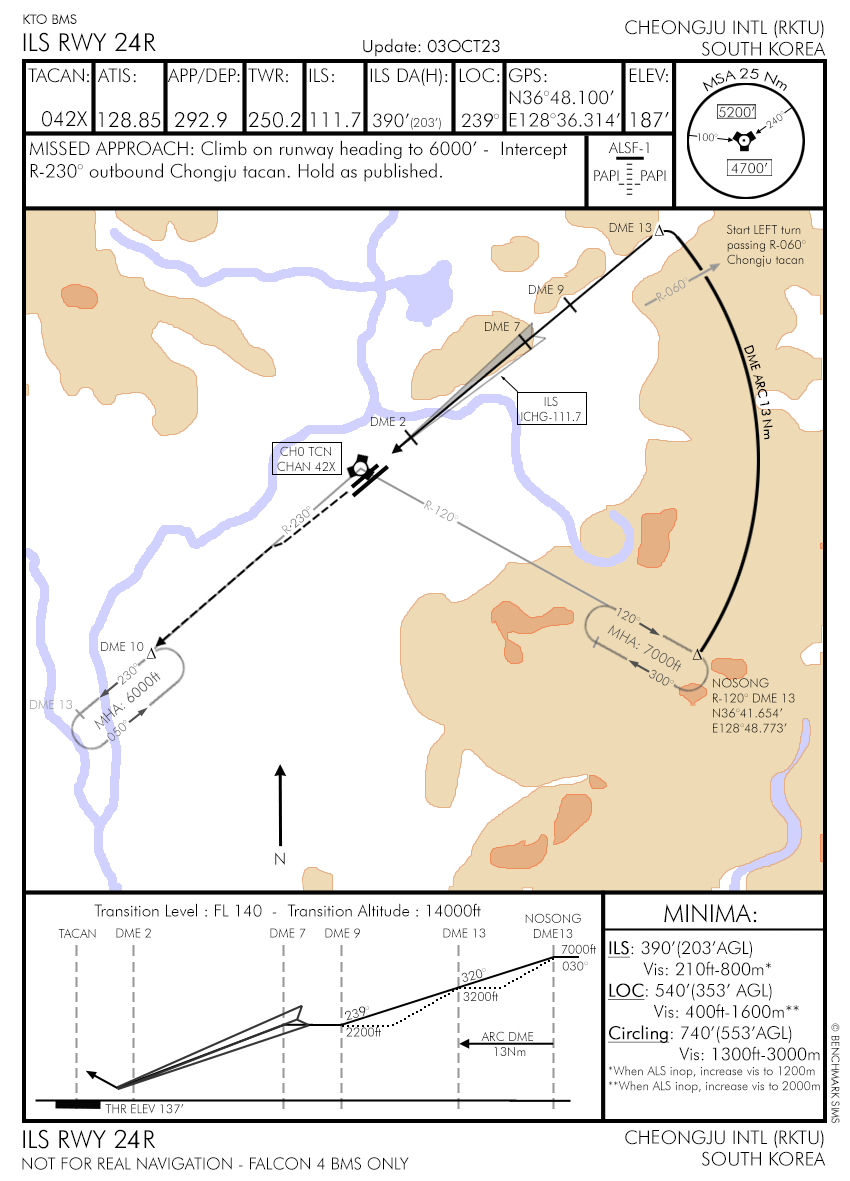 KTO BMS
ILS RWY 24R
Update: 03OCT23
CHEONGJU INTL (RKTU)
SOUTH KOREA
TACAN:
042X
ATIS:
128.85
APP/DEP:
292.9
TWR:
250.2
ILS:
111.7
ILS DA(H):
390'(203')
LOC:
239°
GPS:
N36°48.100'
E128°36.314'
ELEV:
187'
MSA 25 Nm
5200'
100°
240°
4700'
MISSED APPROACH: Climb on runway heading to 6000' - Intercept
R-230° outbound Chongju tacan. Hold as published.
ALSF-1
PAPI PAPI
DME 13
Start LEFT turn
passing R-060°
Chongju tacan
R-060°
DME 9
DME 7
DME ARC 13 Nm
ILS
ICHG-111.7
DME 2
CH0 TCN
CHAN 42X
R-230°
R-120°
120°
MHA: 7000ft
300°
DME 10
230°
MHA: 6000ft
050°
DME 13
NOSONG
R-120° DME 13
N36°41.654'
E128°48.773'
N
Transition Level : FL 140 - Transition Altitude : 14000ft
TACAN
DME 2
DME 7
DME 9
DME 13
NOSONG
DME13
7000ft
030°
320°
3200ft
239°
2200ft
ARC DME
13Nm
THR ELEV 137'
MINIMA:
ILS: 390'(203'AGL)
Vis: 210ft-800m*
LOC: 540'(353' AGL)
Vis: 400ft-1600m**
Circling: 740'(553'AGL)
Vis: 1300ft-3000m
*When ALS inop, increase vis to 1200m
**When ALS inop, increase vis to 2000m
© BENCHMARK SIMS
ILS RWY 24R
NOT FOR REAL NAVIGATION - FALCON 4 BMS ONLY
CHEONGJU INTL (RKTU)
SOUTH KOREA